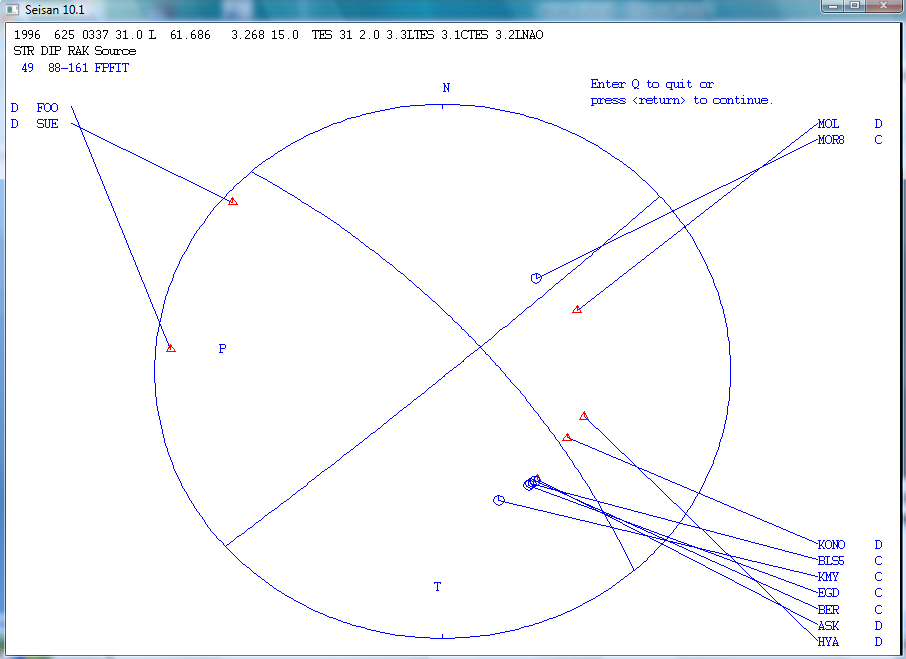 Seisan 10.1
1996 625 0337 31.0 L 61.686 3.268 15.0 TES 31 2.0 3.3LTES 3.1CTES 3.2LNAO
STR DIP RAK Source
49 88-161 FPFIT
Enter Q to quit or
press <return> to continue.
N
D FOO
D SUE
MOL D
MOR8 C
P
T
KONO D
BLS5 C
KMY C
EGD C
BER C
ASK D
HYA D